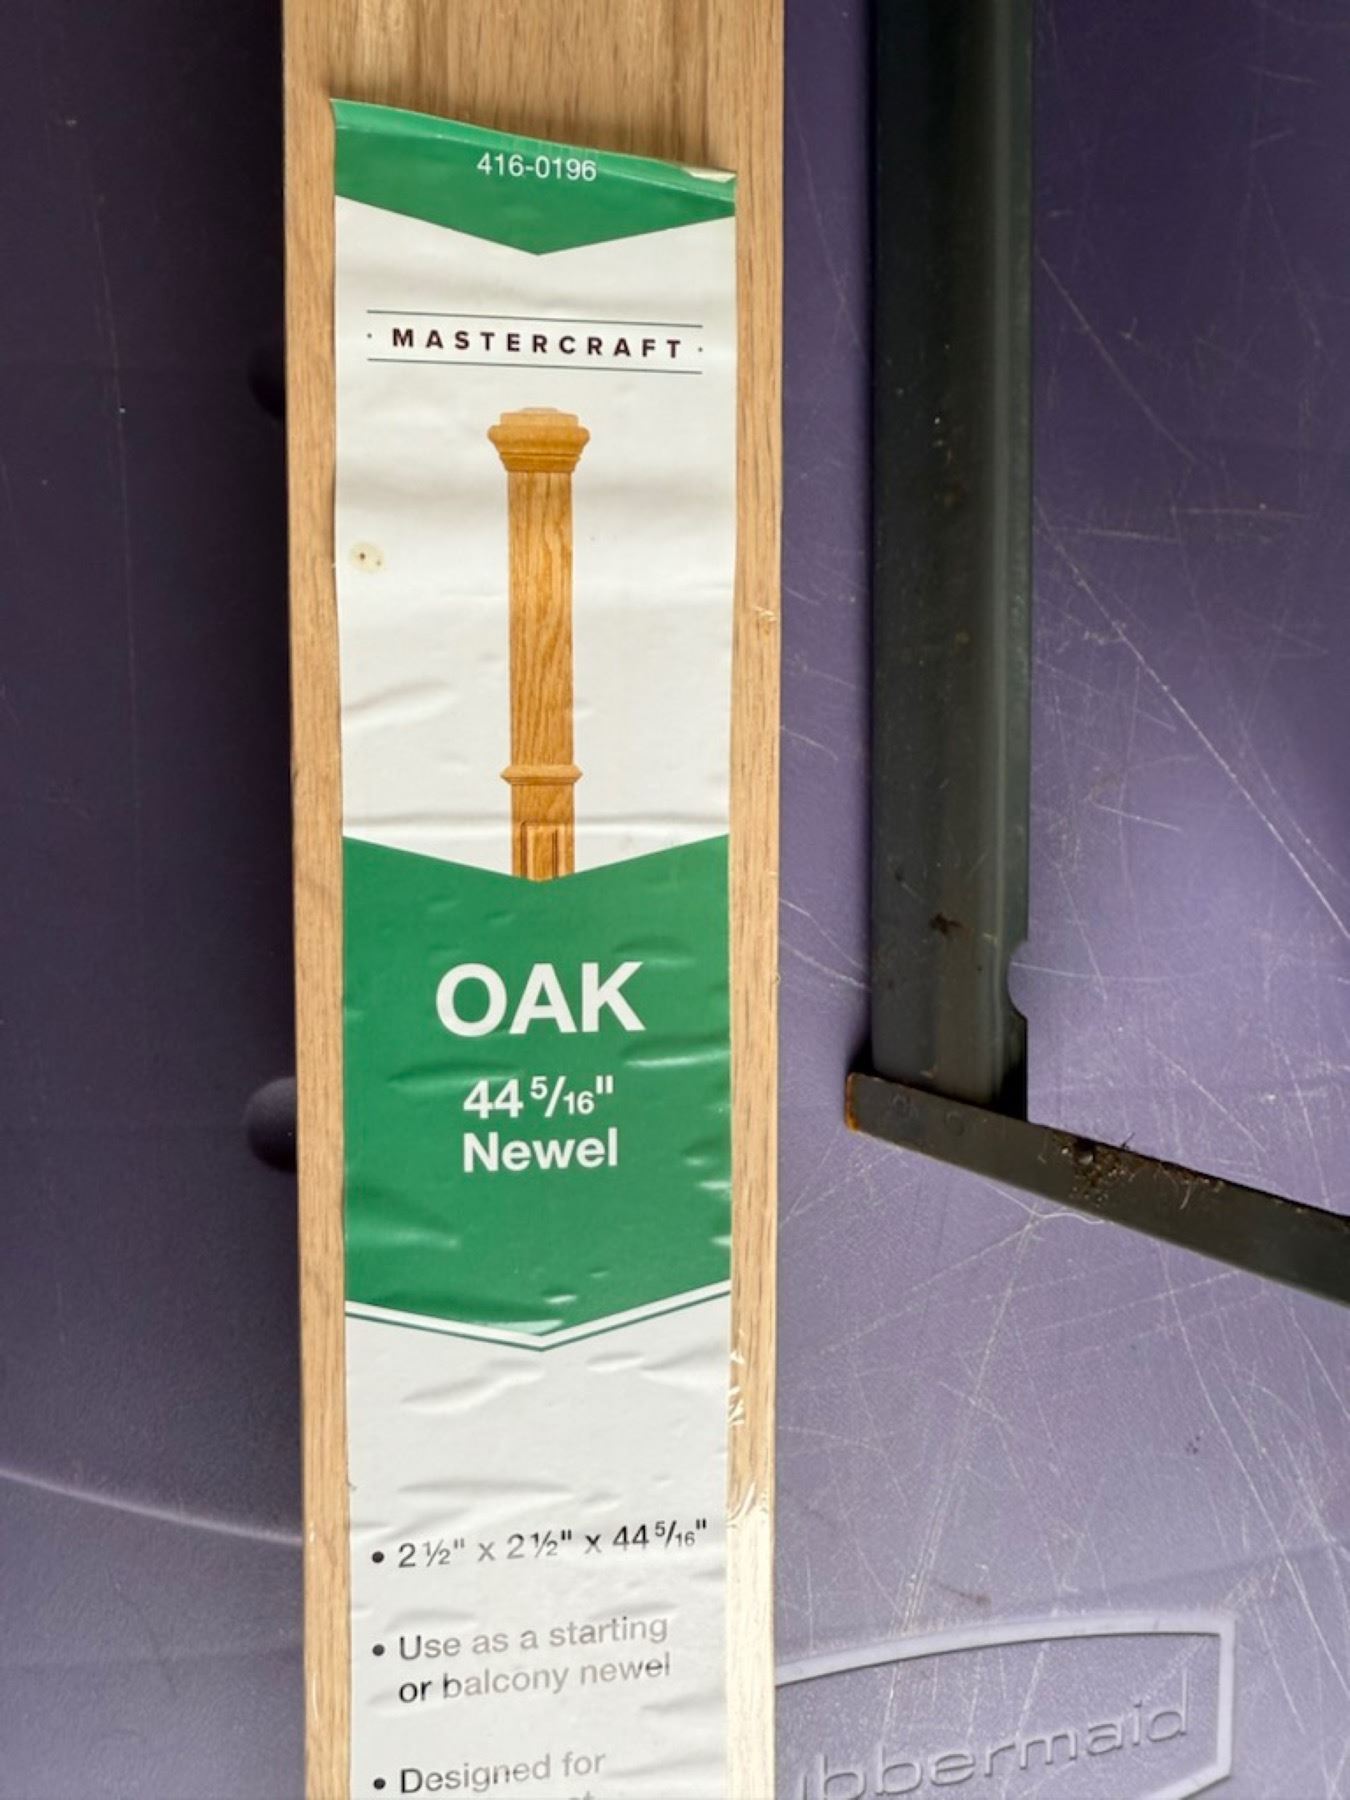 416-0196
MASTERCRAFT
OAK
44 5/16"
Newel
• 2 ½" x 2 ½" x 44 5/16"
• Use as a starting
or balcony newel
• Designed for
bbermaid